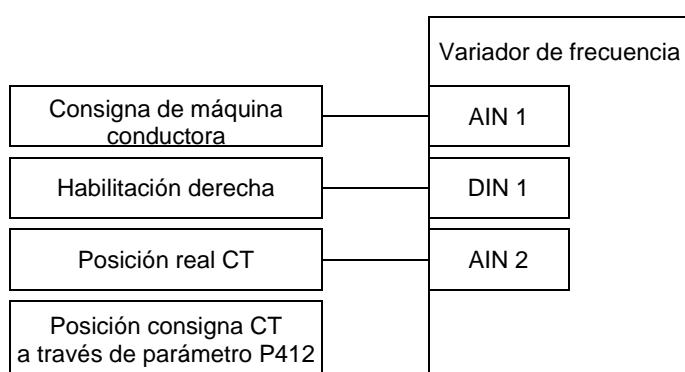 Variador de frecuencia
Consigna de máquina
conductora
AIN 1
Habilitación derecha
DIN 1
Posición real CT
AIN 2
Posición consigna CT
a través de parámetro P412